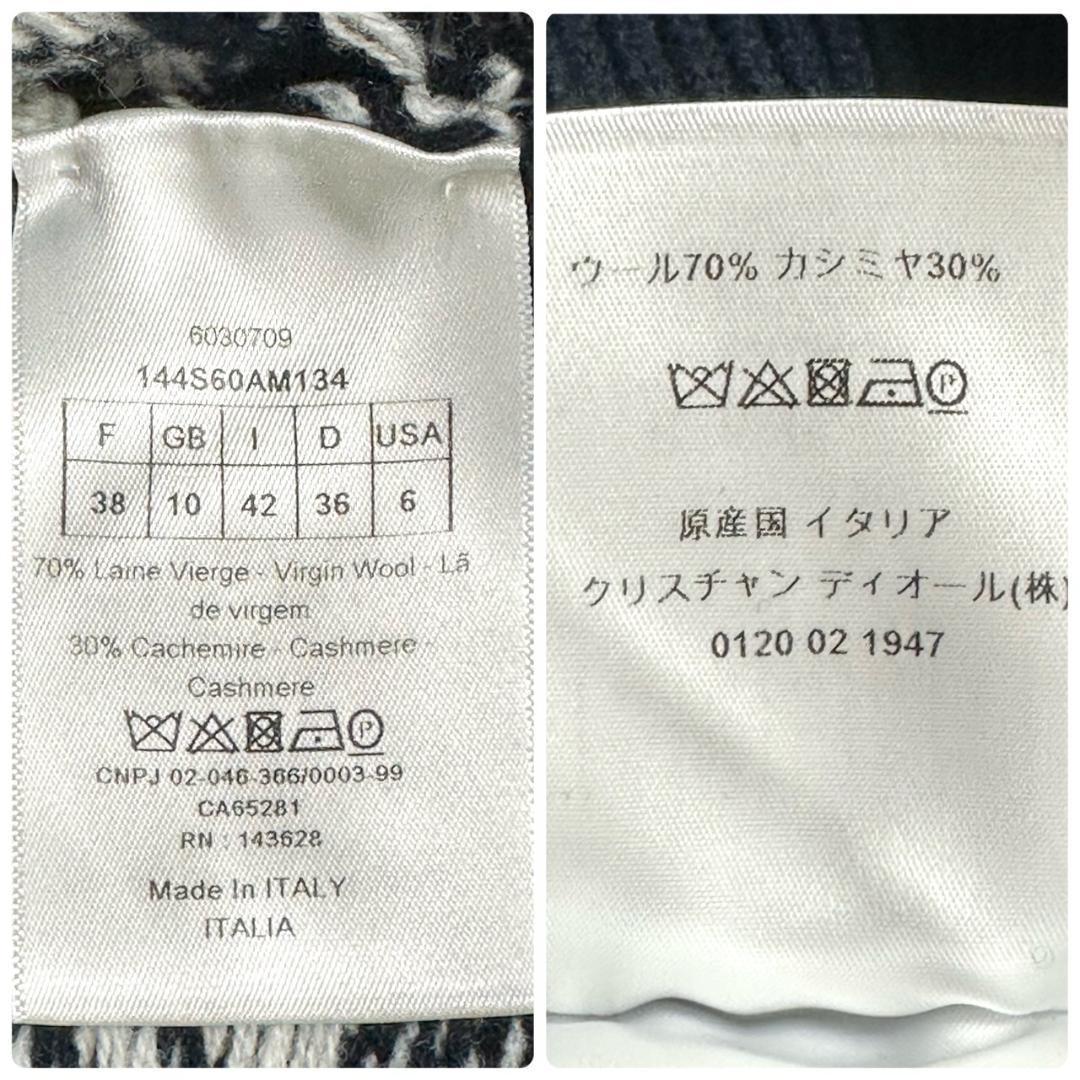 6030709
144S60AM134
F GB I D USA
38 10 42 36 6
70% Laine Vierge - Virgin Wool - Lã
de virgem
30% Cachemire - Cashmere -
Cashmere
P
CNPJ 02-046-366/0003-99
CA65281
RN : 143628
Made In ITALY
ITALIA
ウール70% カシミヤ30%
P
原産国 イタリア
クリスチャン ディオール(株)
0120 02 1947